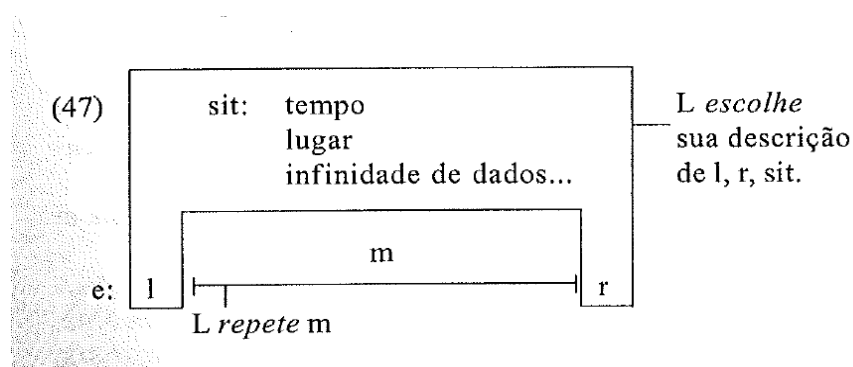 (47)
sit: tempo
lugar
infinidade de dados...
L escolhe
sua descrição
de l, r, sit.
m
e: l r
L repete m